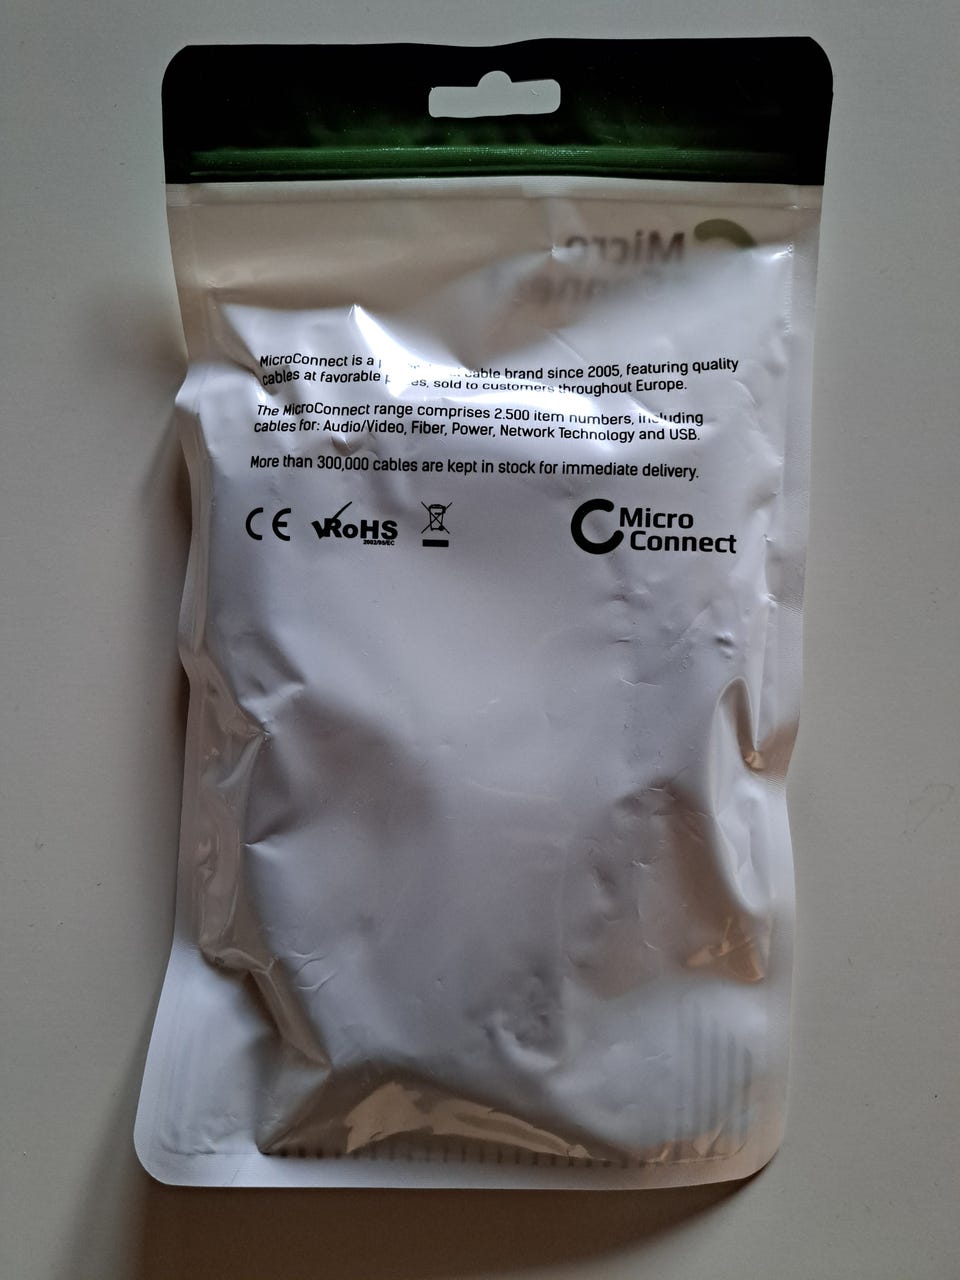 Micro
MicroConnect is a cable brand since 2005, featuring quality
cables at favorable sold to customers throughout Europe.
The MicroConnect range comprises 2.500 item numbers, including
cables for: Audio/Video, Fiber, Power, Network Technology and USB.
More than 300,000 cables are kept in stock for immediate delivery.
CE
RoHS
2002/95/EC
Micro
Connect